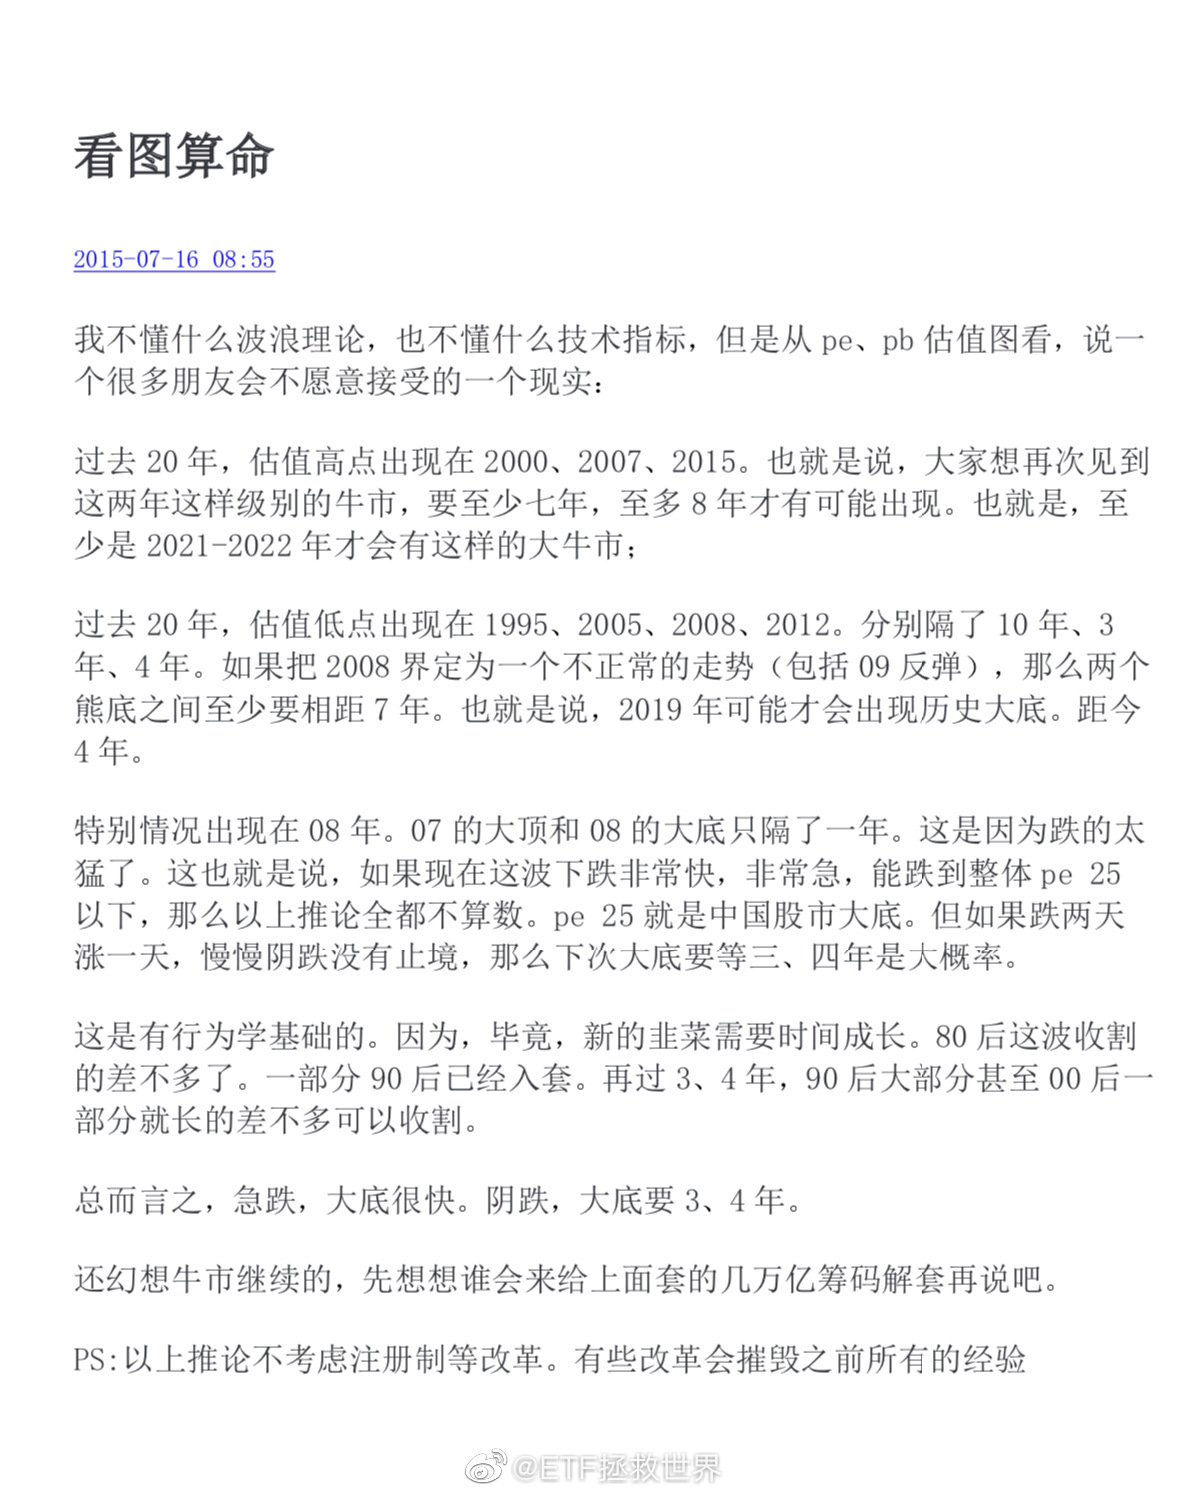 看图算命
2015-07-16 08:55
我不懂什么波浪理论，也不懂什么技术指标，但是从 pe、pb 估值图看，说一
个很多朋友会不愿意接受的一个现实：
过去 20 年，估值高点出现在 2000、2007、2015。也就是说，大家想再次见到
这两年这样级别的牛市，要至少七年，至多 8 年才有可能出现。也就是，至
少是 2021-2022 年才会有这样的大牛市；
过去 20 年，估值低点出现在 1995、2005、2008、2012。分别隔了 10 年、3
年、4 年。如果把 2008 界定为一个不正常的走势（包括 09 反弹），那么两个
熊底之间至少要相距 7 年。也就是说，2019 年可能才会出现历史大底。距今
4 年。
特别情况出现在 08 年。07 的大顶和 08 的大底只隔了一年。这是因为跌的太
猛了。这也就是说，如果现在这波下跌非常快，非常急，能跌到整体 pe 25
以下，那么以上推论全都不算数。pe 25 就是中国股市大底。但如果跌两天
涨一天，慢慢阴跌没有止境，那么下次大底要等三、四年是大概率。
这是有行为学基础的。因为，毕竟，新的韭菜需要时间成长。80 后这波收割
的差不多了。一部分 90 后已经入套。再过 3、4 年，90 后大部分甚至 00 后一
部分就长的差不多可以收割。
总而言之，急跌，大底很快。阴跌，大底要 3、4 年。
还幻想牛市继续的，先想想谁会来给上面套的几万亿筹码解套再说吧。
PS:以上推论不考虑注册制等改革。有些改革会摧毁之前所有的经验
@ETF拯救世界